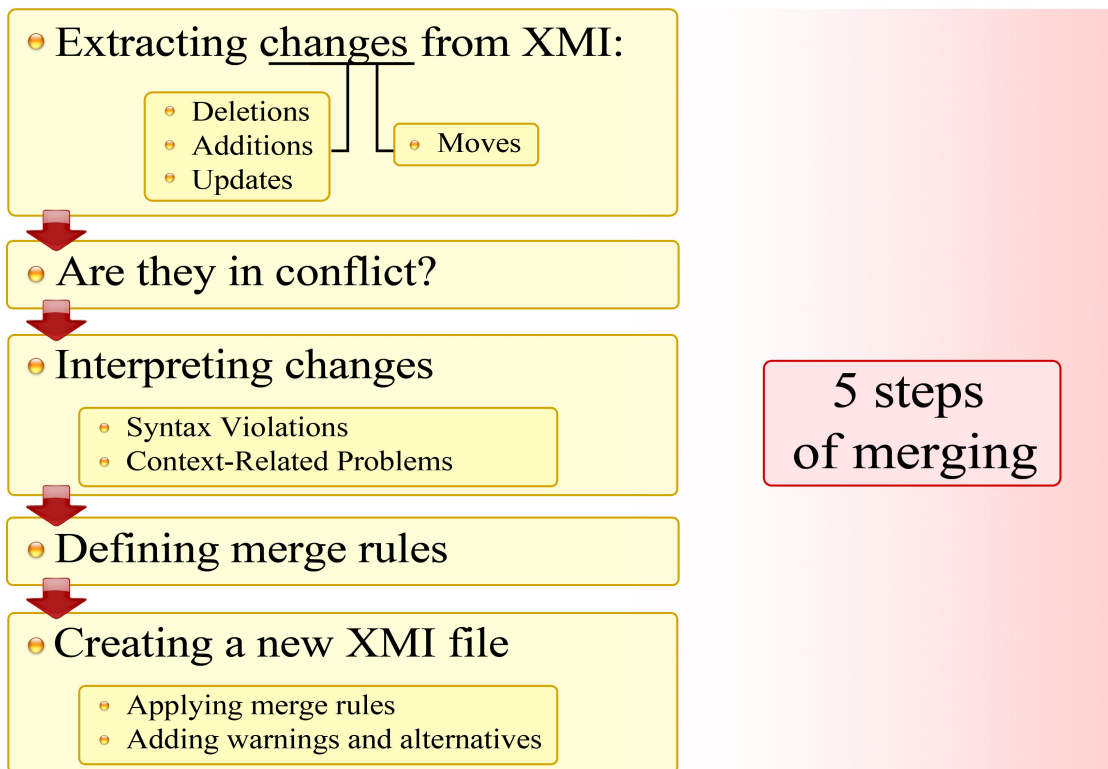 Extracting changes from XMI:
Deletions
Additions
Updates
Moves
Are they in conflict?
Interpreting changes
Syntax Violations
Context-Related Problems
Defining merge rules
Creating a new XMI file
Applying merge rules
Adding warnings and alternatives
5 steps
of merging